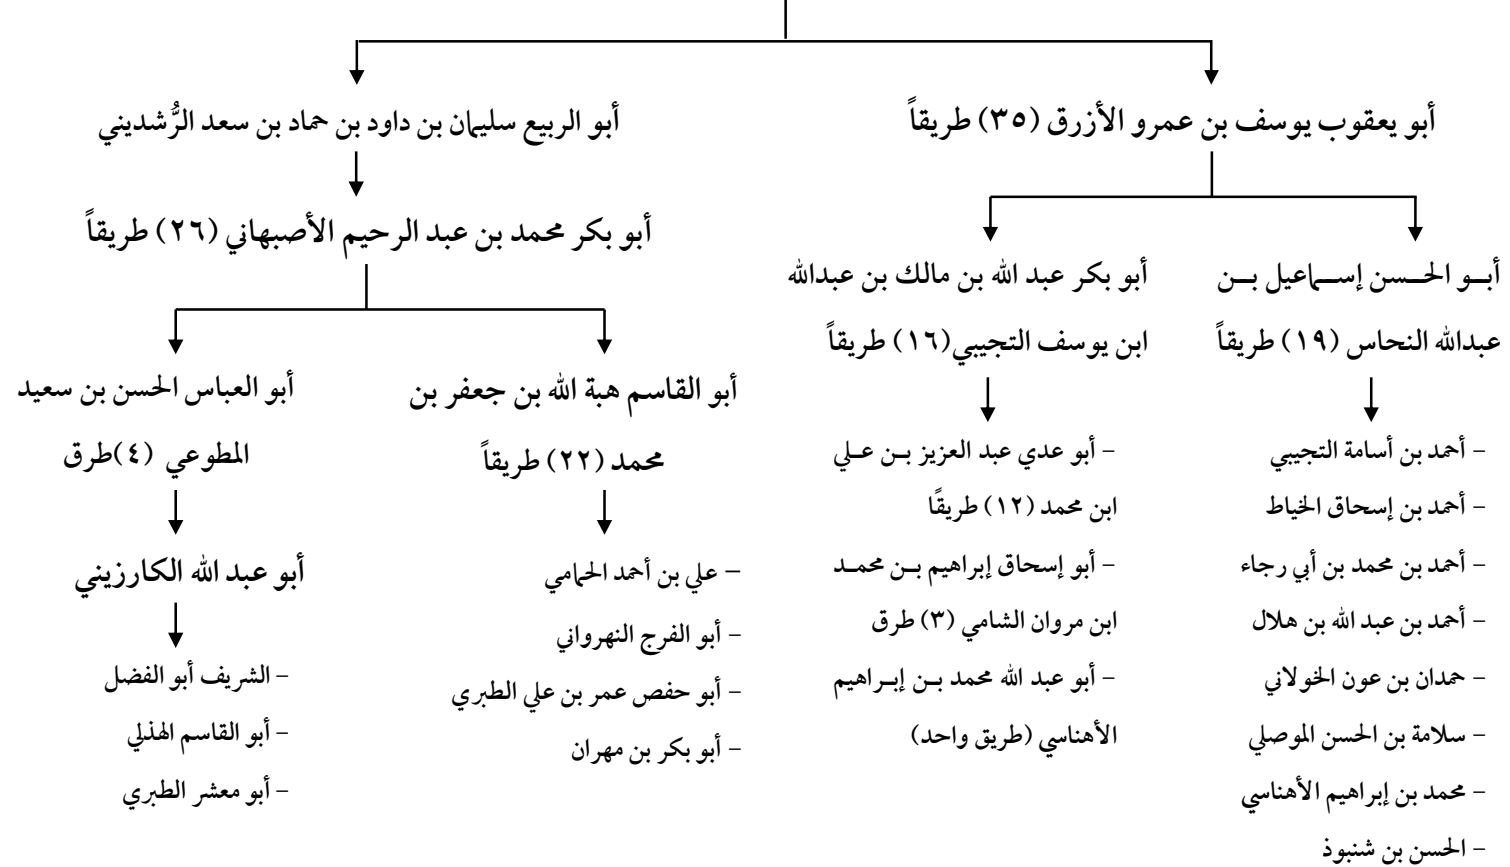 أبو يعقوب يوسف بن عمرو الأزرق (٣٥) طريقاً
أبو الربيع سليمان بن داود بن حماد بن سعد الرُّشديني
أبو بكر محمد بن عبد الرحيم الأصبهاني (٢٦) طريقاً
أبــو الحــسن إســماعيل بــن
عبدالله النحاس (١٩) طريقاً
– أحمد بن أسامة التجيبي
– أحمد بن إسحاق الخياط
– أحمد بن محمد بن أبي رجاء
– أحمد بن عبد الله بن هلال
– حمدان بن عون الخولاني
– سلامة بن الحسن الموصلي
– محمد بن إبراهيم الأهناسي
– الحسن بن شنبوذ
أبو بكر عبد الله بن مالك بن عبدالله
ابن يوسف التجيبي(١٦) طريقاً
– أبو عدي عبد العزيز بــن عــلي
ابن محمد (١٢) طريقًا
– أبو إسحاق إبراهيم بــن محمــد
ابن مروان الشامي (٣) طرق
– أبو عبد الله محمد بــن إبــراهيم
الأهناسي (طريق واحد)
أبو القاسم هبة الله بن جعفر بن
محمد (٢٢) طريقاً
– علي بن أحمد الحمامي
– أبو الفرج النهرواني
– أبو حفص عمر بن علي الطبري
– أبو بكر بن مهران
أبو العباس الحسن بن سعيد
المطوعي (٤)طرق
أبو عبد الله الكارزيني
– الشريف أبو الفضل
– أبو القاسم الهذلي
– أبو معشر الطبري